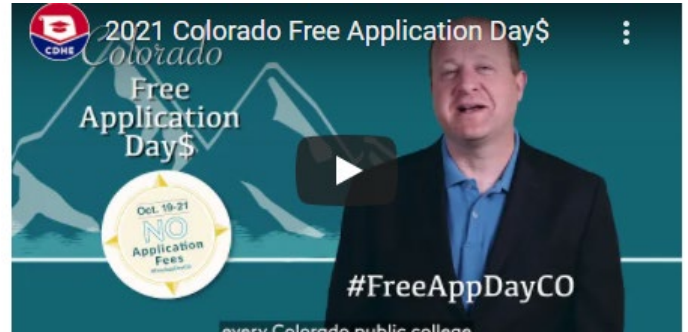 CDHE
2021 Colorado Free Application Day$
Colorado
Free
Application
Day$
Oct. 19-21
NO
Application
Fees
#FreeAppDayCO
every Colorado public college